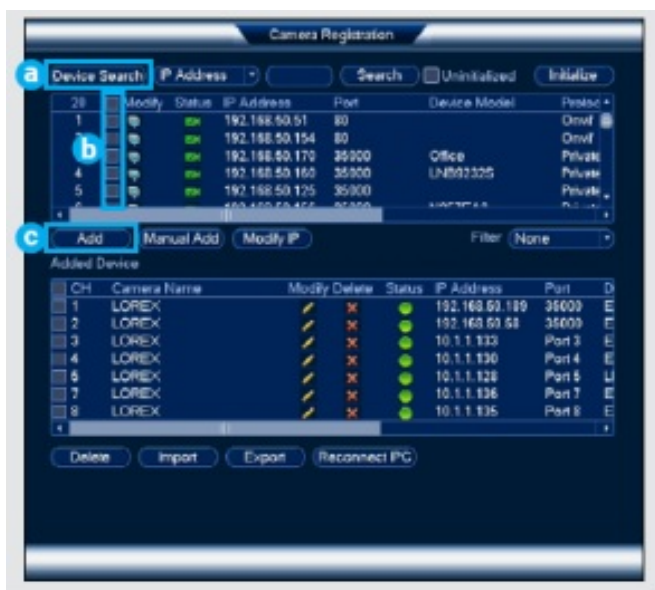 Camera Registration
a Device Search IP Address Search Uninitialized Initialize
20 Modify Status IP Address Port Device Model Protoc
1 192.168.50.51 80 Onvif
b 192.168.50.154 80 Onvif
192.168.50.170 35000 Office Private
4 192.168.50.160 35000 LNB9232S Private
5 192.168.50.125 35000 Private
c Add Manual Add Modify IP Filter None
Added Device
CH Camera Name Modify Delete Status IP Address Port D
1 LOREX 192.168.50.189 35000 E
2 LOREX 192.168.50.58 35000 E
3 LOREX 10.1.1.133 Port 3 E
4 LOREX 10.1.1.130 Port 4 E
5 LOREX 10.1.1.128 Port 5 LI
7 LOREX 10.1.1.136 Port 7 E
8 LOREX 10.1.1.135 Port 8 E
Delete Import Export Reconnect IPC